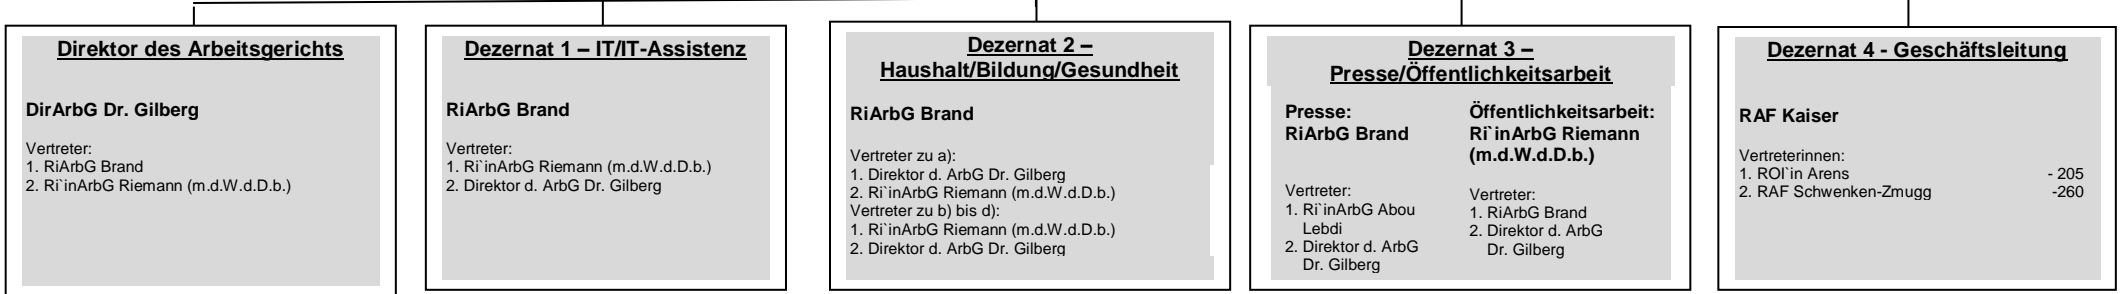 Direktor des Arbeitsgerichts
DirArbG Dr. Gilberg
Vertreter:
1. RiArbG Brand
2. Ri`inArbG Riemann (m.d.W.d.D.b.)
Dezernat 1 – IT/IT-Assistenz
RiArbG Brand
Vertreter:
1. Ri`inArbG Riemann (m.d.W.d.D.b.)
2. Direktor d. ArbG Dr. Gilberg
Dezernat 2 –
Haushalt/Bildung/Gesundheit
RiArbG Brand
Vertreter zu a):
1. Direktor d. ArbG Dr. Gilberg
2. Ri`inArbG Riemann (m.d.W.d.D.b.)
Vertreter zu b) bis d):
1. Ri`inArbG Riemann (m.d.W.d.D.b.)
2. Direktor d. ArbG Dr. Gilberg
Dezernat 3 –
Presse/Öffentlichkeitsarbeit
Presse:
RiArbG Brand
Vertreter:
1. Ri`inArbG Abou
Lebdi
2. Direktor d. ArbG
Dr. Gilberg
Öffentlichkeitsarbeit:
Ri`inArbG Riemann
(m.d.W.d.D.b.)
Vertreter:
1. RiArbG Brand
2. Direktor d. ArbG
Dr. Gilberg
Dezernat 4 - Geschäftsleitung
RAF Kaiser
Vertreterinnen:
1. ROI`in Arens - 205
2. RAF Schwenken-Zmugg -260